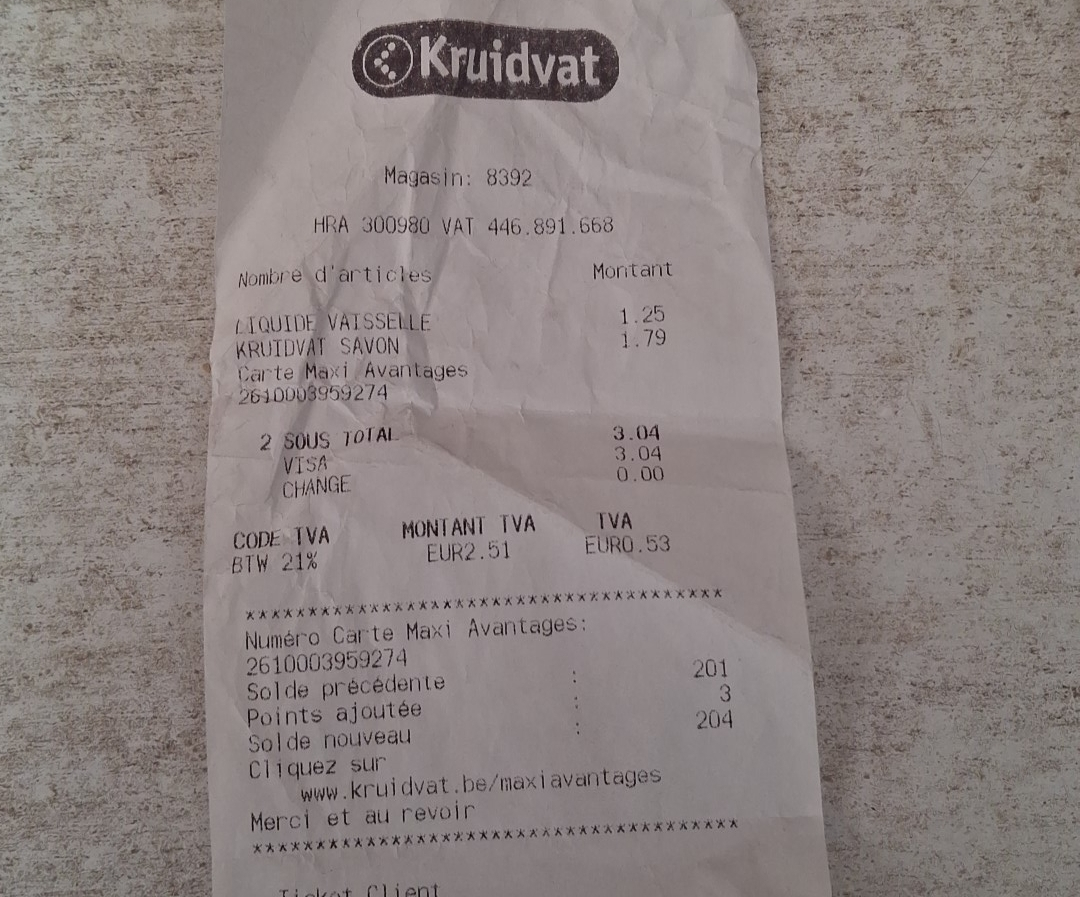 Kruidvat
Magasin: 8392
HRA 300980 VAT 446.891.668
Nombre d'articles Montant
LIQUIDE VAISSELLE 1.25
KRUIDVAT SAVON 1.79
Carte Maxi Avantages
2610003959274
2 SOUS TOTAL 3.04
VISA 3.04
CHANGE 0.00
CODE TVA MONTANT TVA TVA
BTW 21% EUR2.51 EUR0.53
***************************************
Numéro Carte Maxi Avantages:
2610003959274
Solde précédente : 201
Points ajoutée : 3
Solde nouveau : 204
Cliquez sur
www.kruidvat.be/maxiavantages
Merci et au revoir
***************************************
Ticket Client